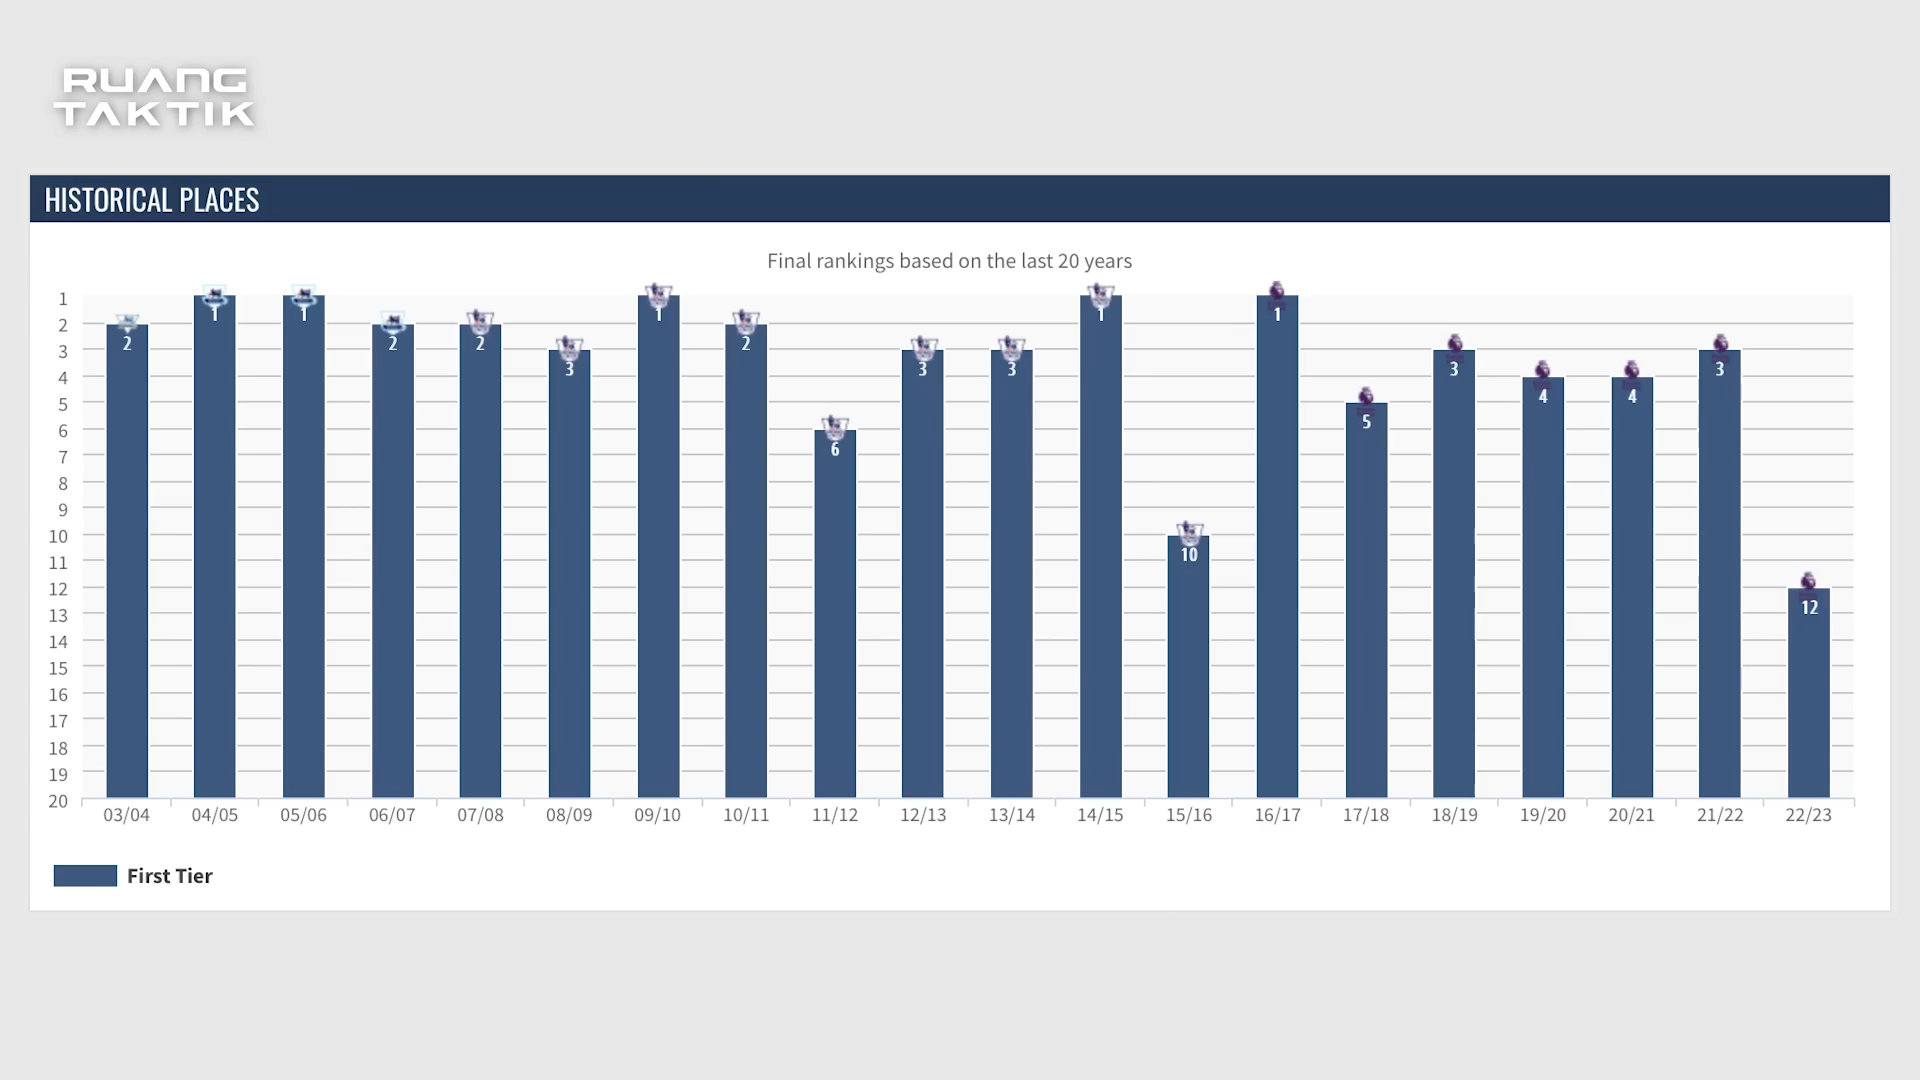 RUANG
TAKTIK
HISTORICAL PLACES
Final rankings based on the last 20 years
1
2
3
4
5
6
7
8
9
10
11
12
13
14
15
16
17
18
19
20
2 1 1 2 2 3 1 2 6 3 3 1 10 1 5 3 4 4 3 12
03/04 04/05 05/06 06/07 07/08 08/09 09/10 10/11 11/12 12/13 13/14 14/15 15/16 16/17 17/18 18/19 19/20 20/21 21/22 22/23
First Tier